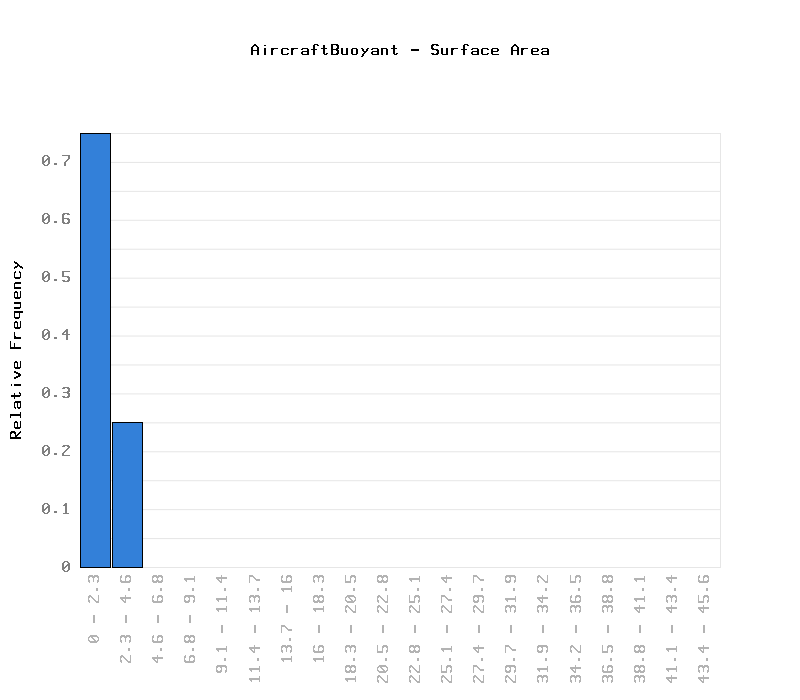 AircraftBuoyant - Surface Area
Relative Frequency
0.7
0.6
0.5
0.4
0.3
0.2
0.1
0
0 - 2.3
2.3 - 4.6
4.6 - 6.8
6.8 - 9.1
9.1 - 11.4
11.4 - 13.7
13.7 - 16
16 - 18.3
18.3 - 20.5
20.5 - 22.8
22.8 - 25.1
25.1 - 27.4
27.4 - 29.7
29.7 - 31.9
31.9 - 34.2
34.2 - 36.5
36.5 - 38.8
38.8 - 41.1
41.1 - 43.4
43.4 - 45.6